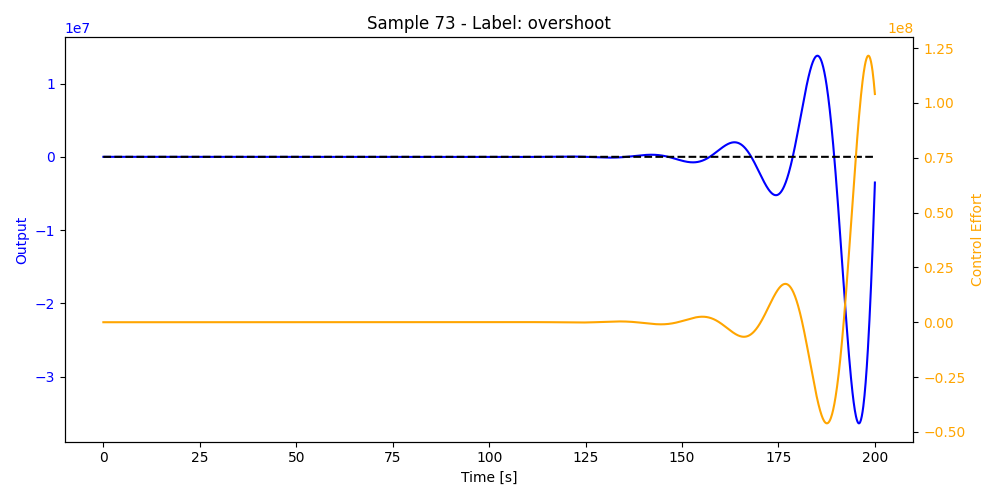 Sample 73 - Label: overshoot
1e7
1e8
1
0
−1
−2
−3
Output
1.25
1.00
0.75
0.50
0.25
0.00
−0.25
−0.50
Control Effort
0 25 50 75 100 125 150 175 200
Time [s]